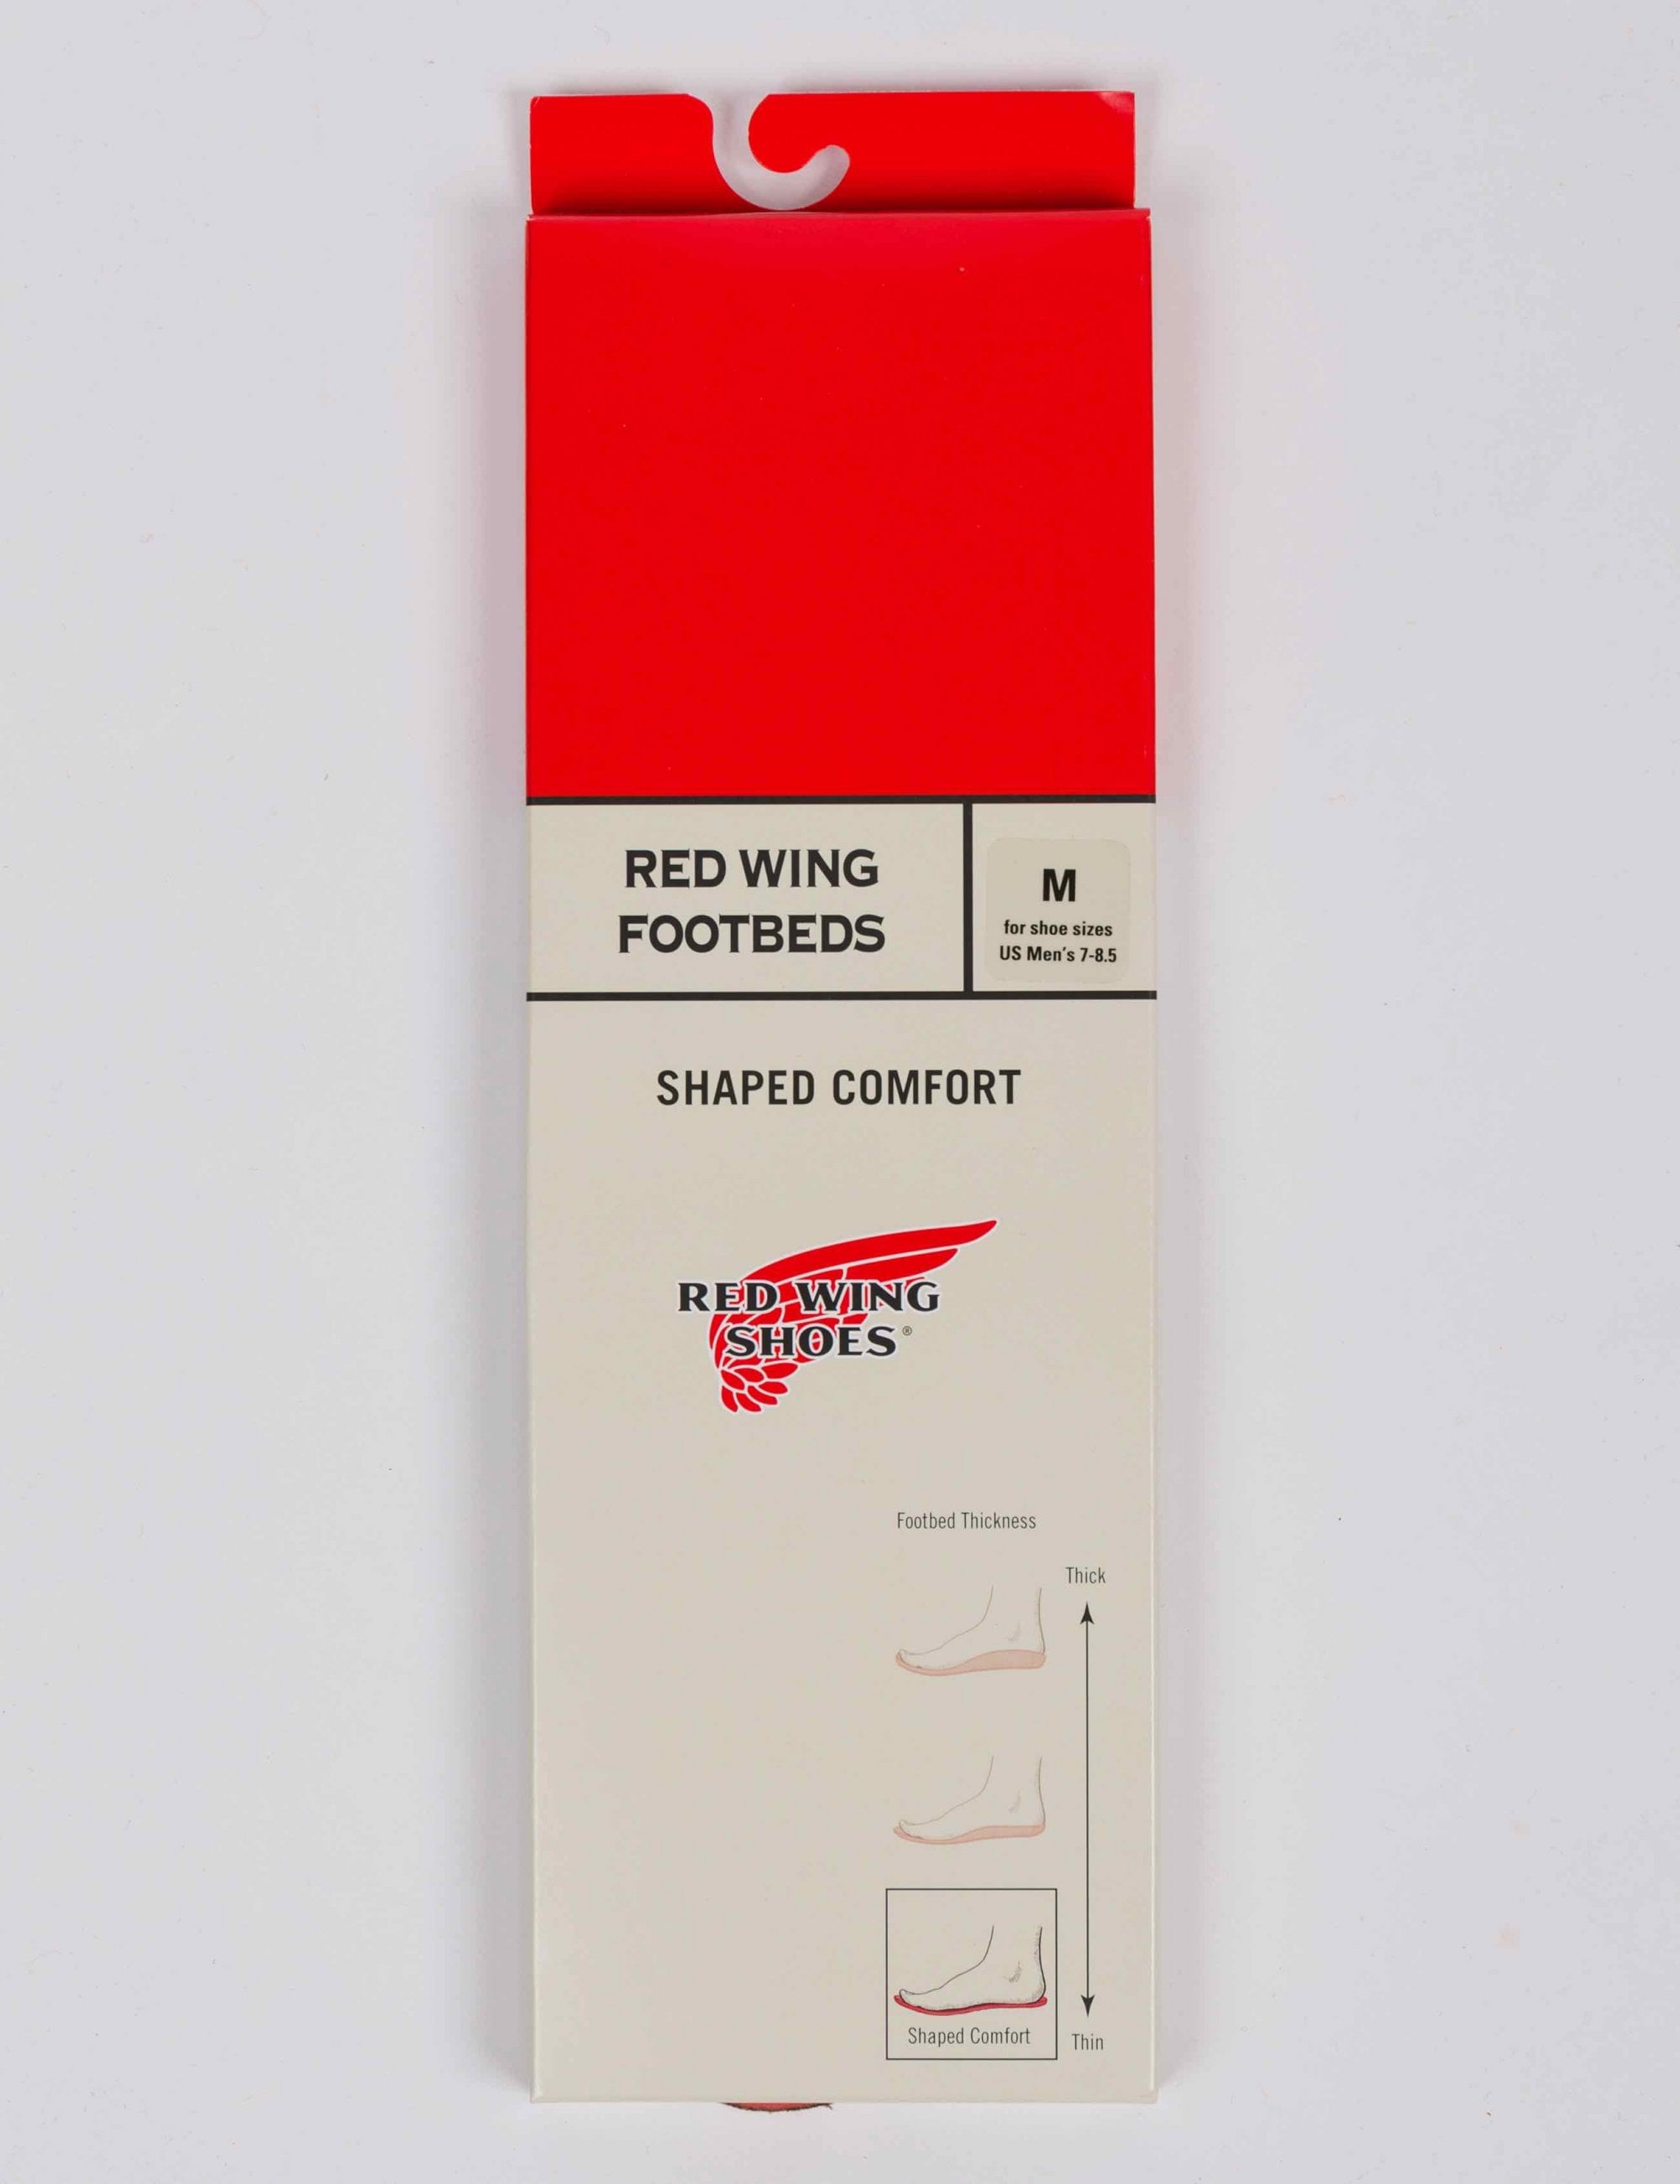 RED WING
FOOTBEDS
M
for shoe sizes
US Men's 7-8.5
SHAPED COMFORT
RED WING
SHOES®
Footbed Thickness
Thick
Shaped Comfort
Thin